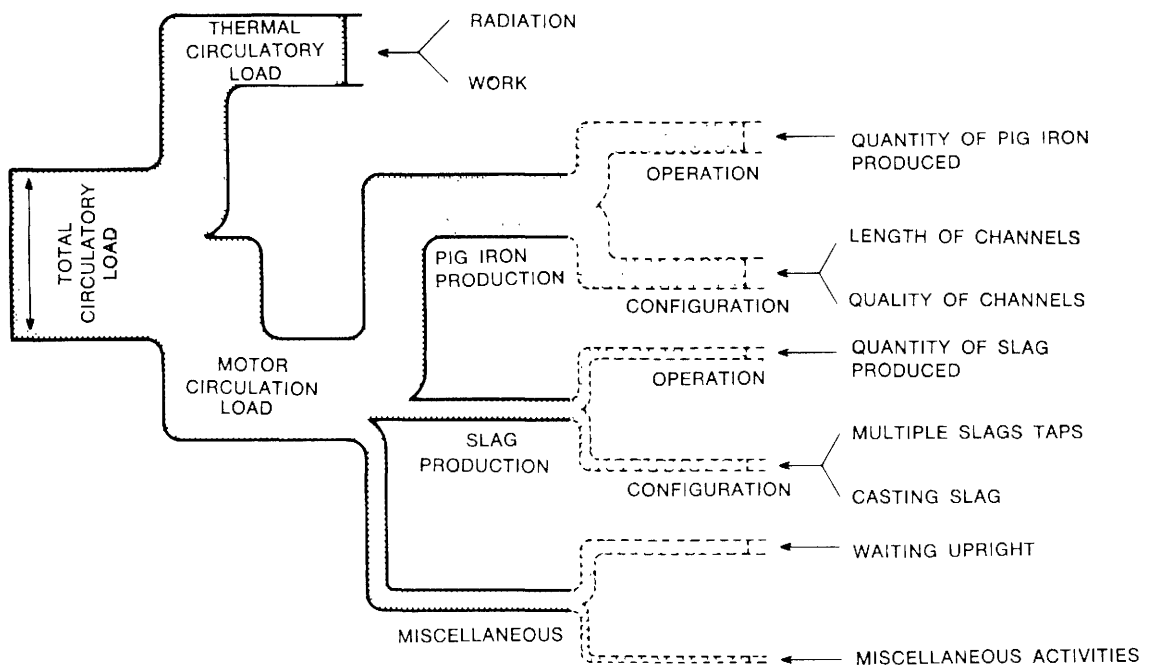 THERMAL
CIRCULATORY
LOAD
RADIATION
WORK
TOTAL
CIRCULATORY
LOAD
QUANTITY OF PIG IRON
PRODUCED
OPERATION
PIG IRON
PRODUCTION
LENGTH OF CHANNELS
CONFIGURATION
QUALITY OF CHANNELS
MOTOR
CIRCULATION
LOAD
QUANTITY OF SLAG
PRODUCED
OPERATION
SLAG
PRODUCTION
MULTIPLE SLAGS TAPS
CONFIGURATION
CASTING SLAG
WAITING UPRIGHT
MISCELLANEOUS
MISCELLANEOUS ACTIVITIES